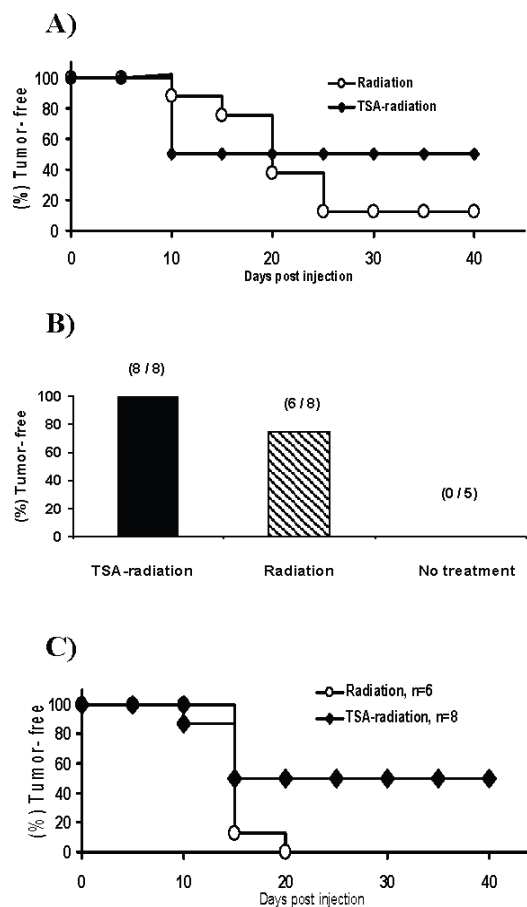 A)
Radiation
TSA-radiation
(%) Tumor- free
100
80
60
40
20
0
0 10 20 30 40
Days post injection
B)
(8 / 8)
(6 / 8)
(0 / 5)
(%) Tumor- free
100
80
60
40
20
0
TSA-radiation Radiation No treatment
C)
Radiation, n=6
TSA-radiation, n=8
(%) Tumor- free
100
80
60
40
20
0
0 10 20 30 40
Days post injection